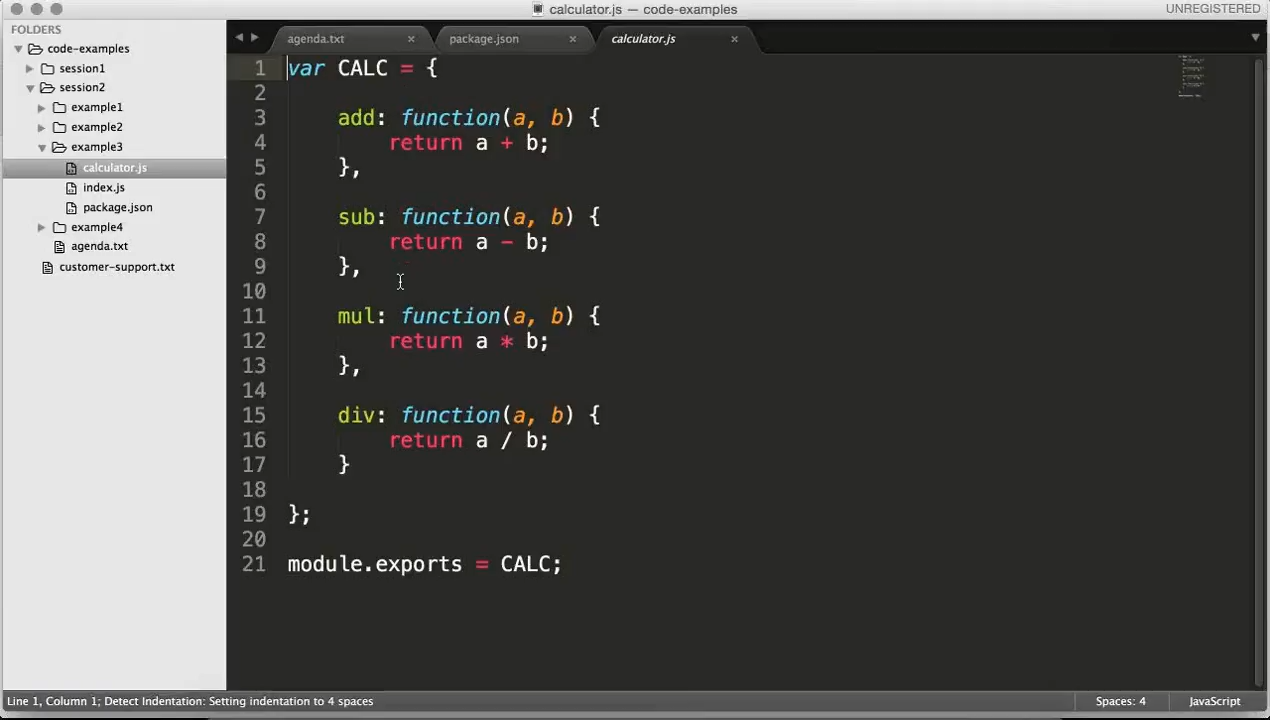 calculator.js — code-examples
UNREGISTERED
FOLDERS
code-examples
session1
session2
example1
example2
example3
calculator.js
index.js
package.json
example4
agenda.txt
customer-support.txt
agenda.txt
package.json
calculator.js
1 var CALC = {
2
3 add: function(a, b) {
4 return a + b;
5 },
6
7 sub: function(a, b) {
8 return a - b;
9 },
10
11 mul: function(a, b) {
12 return a * b;
13 },
14
15 div: function(a, b) {
16 return a / b;
17 }
18
19 };
20
21 module.exports = CALC;
Line 1, Column 1; Detect Indentation: Setting indentation to 4 spaces
Spaces: 4
JavaScript